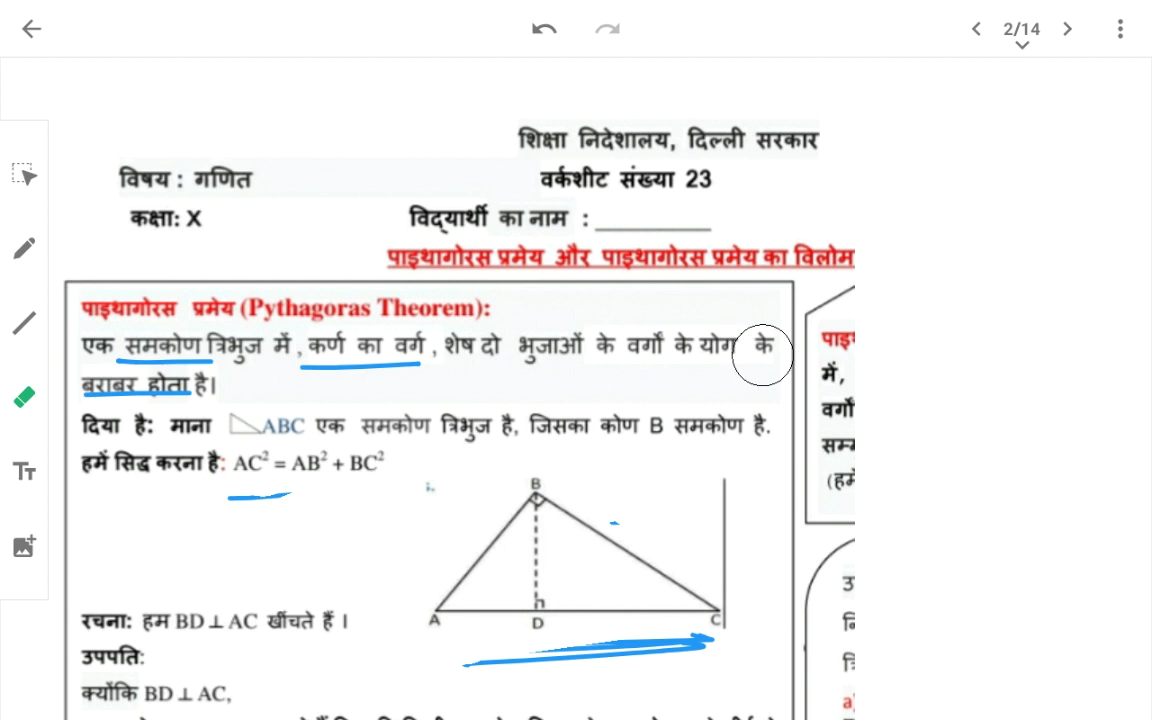 2/14
शिक्षा निदेशालय, दिल्ली सरकार
विषय : गणित
वर्कशीट संख्या 23
कक्षा: X
विद्यार्थी का नाम : __________
पाइथागोरस प्रमेय और पाइथागोरस प्रमेय का विलोम
पाइथागोरस प्रमेय (Pythagoras Theorem):
एक समकोण त्रिभुज में , कर्ण का वर्ग , शेष दो भुजाओं के वर्गों के योग के
बराबर होता है।
दिया है: माना ABC एक समकोण त्रिभुज है, जिसका कोण B समकोण है.
हमें सिद्ध करना है: AC² = AB² + BC²
B
A
D
C
रचना: हम BD ⊥ AC खींचते हैं ।
उपपति:
क्योंकि BD ⊥ AC,
में,
a)
Tт